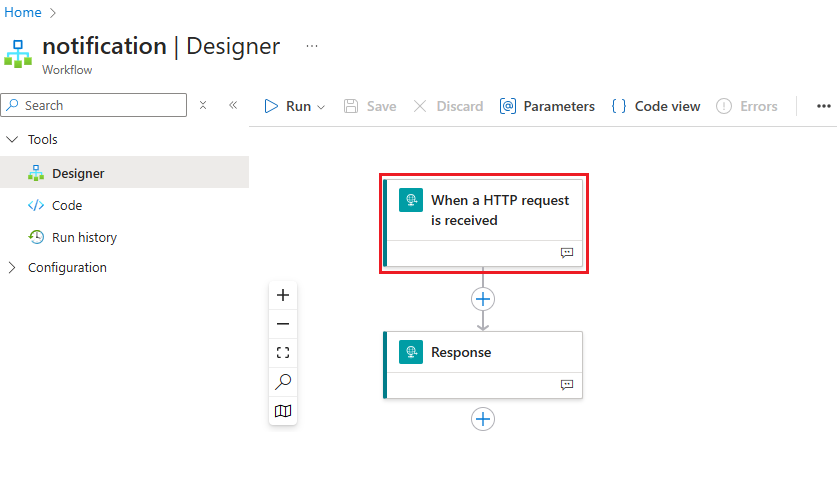 Home
notification | Designer ...
Workflow
Search
Run
Save
Discard
Parameters
Code view
Errors
Tools
Designer
Code
Run history
Configuration
When a HTTP request
is received
Response